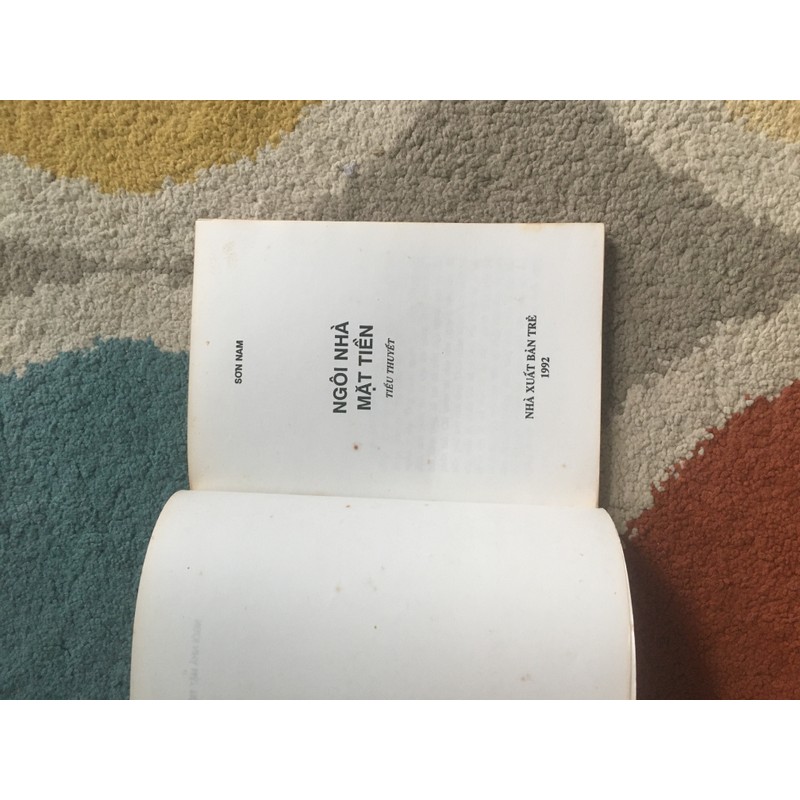 SƠN NAM
NGÔI NHÀ
MẶT TIỀN
TIỂU THUYẾT
NHÀ XUẤT BẢN TRẺ
1992